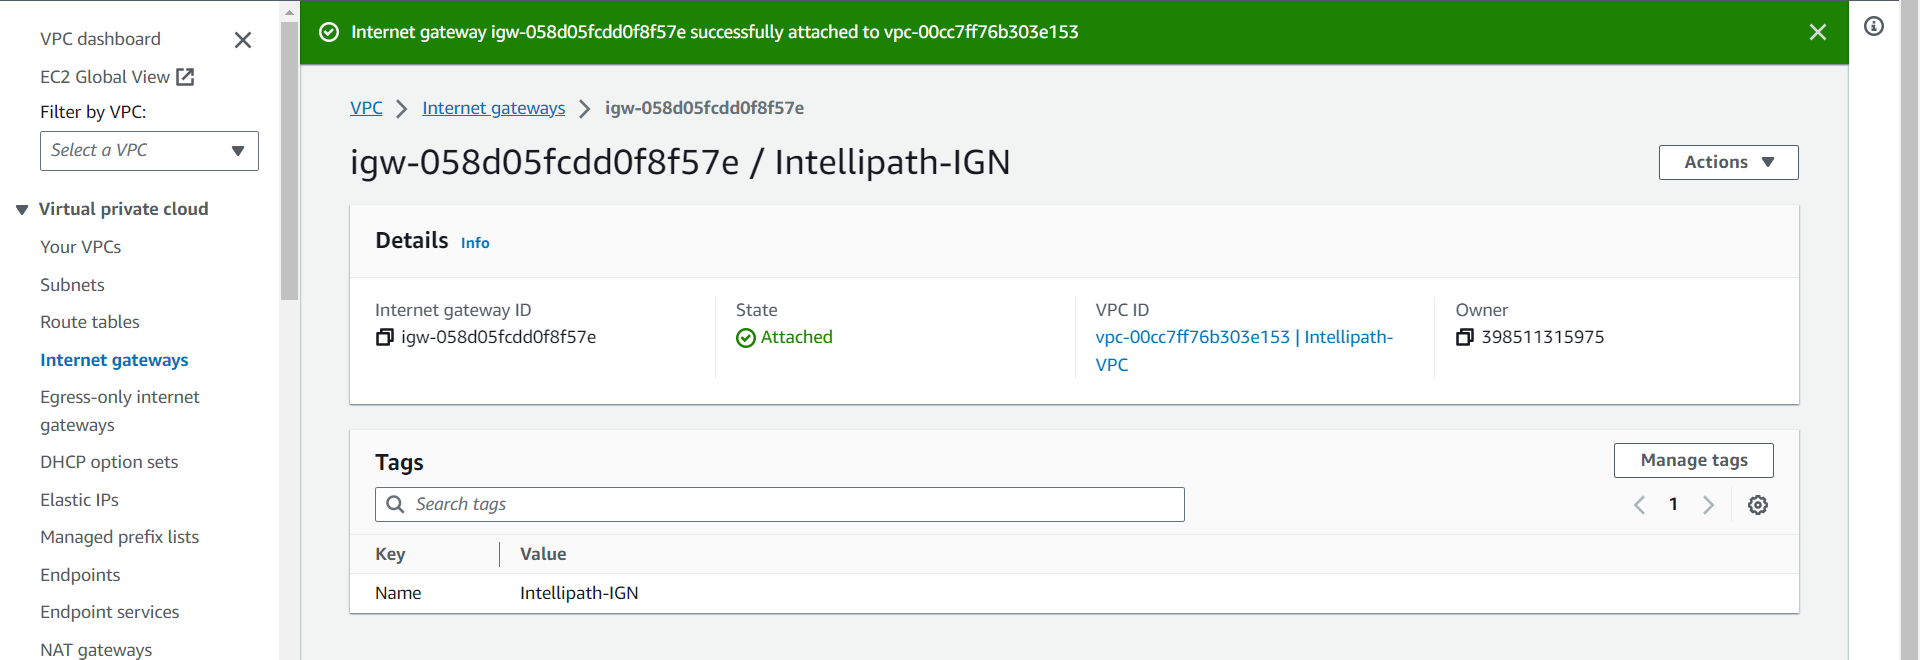 VPC dashboard
EC2 Global View
Filter by VPC:
Select a VPC
Virtual private cloud
Your VPCs
Subnets
Route tables
Internet gateways
Egress-only internet
gateways
DHCP option sets
Elastic IPs
Managed prefix lists
Endpoints
Endpoint services
NAT gateways
Internet gateway igw-058d05fcdd0f8f57e successfully attached to vpc-00cc7ff76b303e153
VPC > Internet gateways > igw-058d05fcdd0f8f57e
igw-058d05fcdd0f8f57e / Intellipath-IGN
Actions
Details Info
Internet gateway ID
igw-058d05fcdd0f8f57e
State
Attached
VPC ID
vpc-00cc7ff76b303e153 | Intellipath-
VPC
Owner
398511315975
Tags
Manage tags
Search tags
1
Key Value
Name Intellipath-IGN